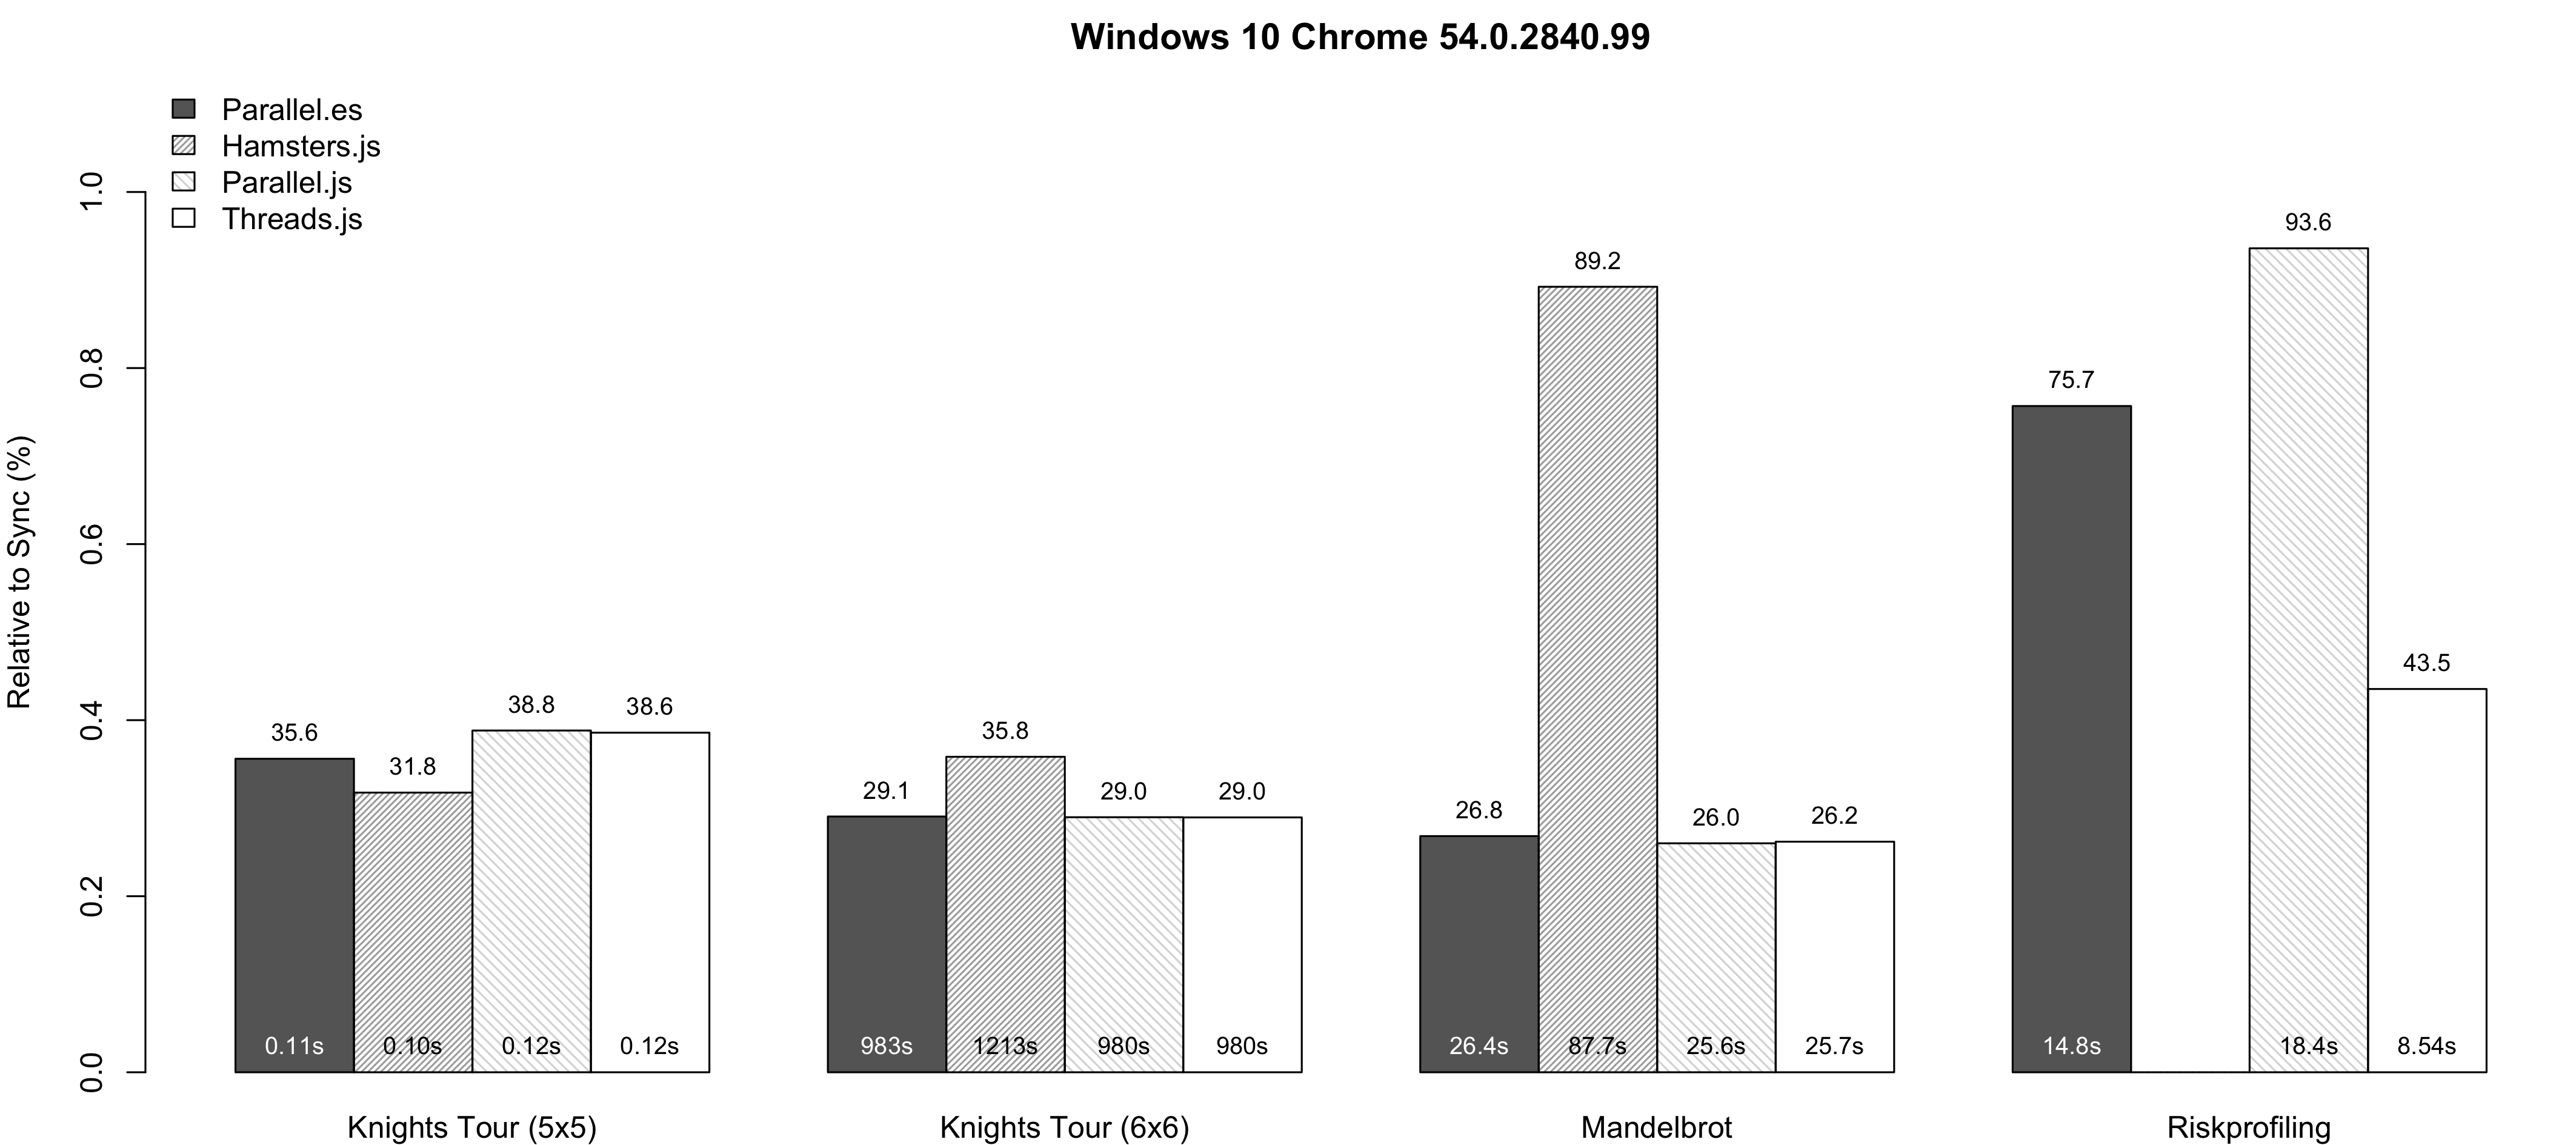 Windows 10 Chrome 54.0.2840.99
Parallel.es
Hamsters.js
Parallel.js
Threads.js
Relative to Sync (%)
1.0
0.8
0.6
0.4
0.2
0.0
35.6
31.8
38.8
38.6
0.11s
0.10s
0.12s
0.12s
Knights Tour (5x5)
29.1
35.8
29.0
29.0
983s
1213s
980s
980s
Knights Tour (6x6)
26.8
89.2
26.0
26.2
26.4s
87.7s
25.6s
25.7s
Mandelbrot
75.7
93.6
43.5
14.8s
18.4s
8.54s
Riskprofiling